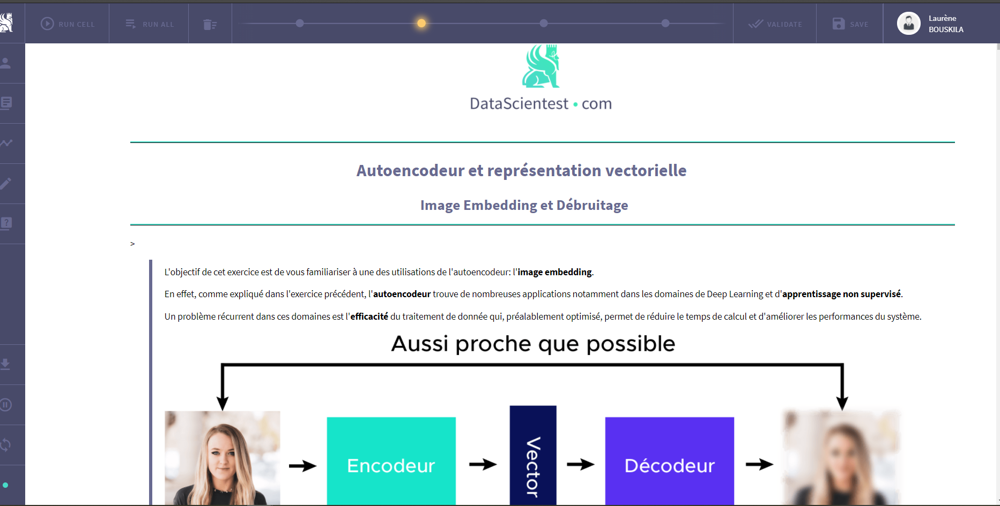 RUN CELL
RUN ALL
VALIDATE
SAVE
Laurène
BOUSKILA
DataScientest • com
Autoencodeur et représentation vectorielle
Image Embedding et Débruitage
>
L'objectif de cet exercice est de vous familiariser à une des utilisations de l'autoencodeur: l'image embedding.
En effet, comme expliqué dans l'exercice précédent, l'autoencodeur trouve de nombreuses applications notamment dans les domaines de Deep Learning et d'apprentissage non supervisé.
Un problème récurrent dans ces domaines est l'efficacité du traitement de donnée qui, préalablement optimisé, permet de réduire le temps de calcul et d'améliorer les performances du système.
Aussi proche que possible
Encodeur
Vector
Décodeur